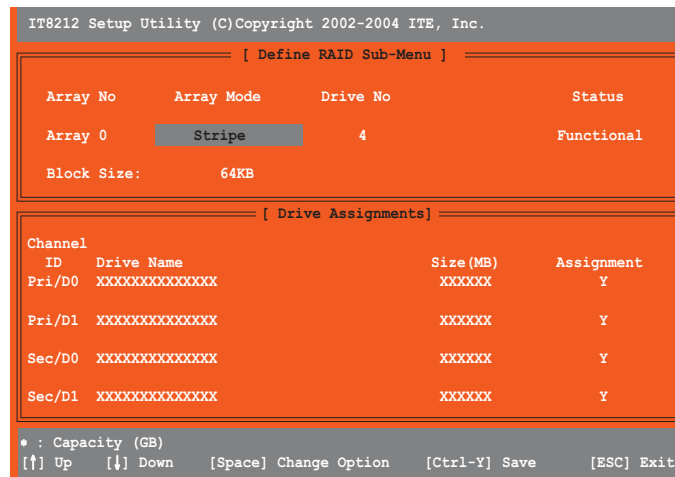 IT8212 Setup Utility (C)Copyright 2002-2004 ITE, Inc.
[ Define RAID Sub-Menu ]
Array No Array Mode Drive No Status
Array 0 Stripe 4 Functional
Block Size: 64KB
[ Drive Assignments]
Channel
ID Drive Name Size(MB) Assignment
Pri/D0 XXXXXXXXXXXXXX XXXXXX Y
Pri/D1 XXXXXXXXXXXXXX XXXXXX Y
Sec/D0 XXXXXXXXXXXXXX XXXXXX Y
Sec/D1 XXXXXXXXXXXXXX XXXXXX Y
* : Capacity (GB)
[↑] Up [↓] Down [Space] Change Option [Ctrl-Y] Save [ESC] Exit